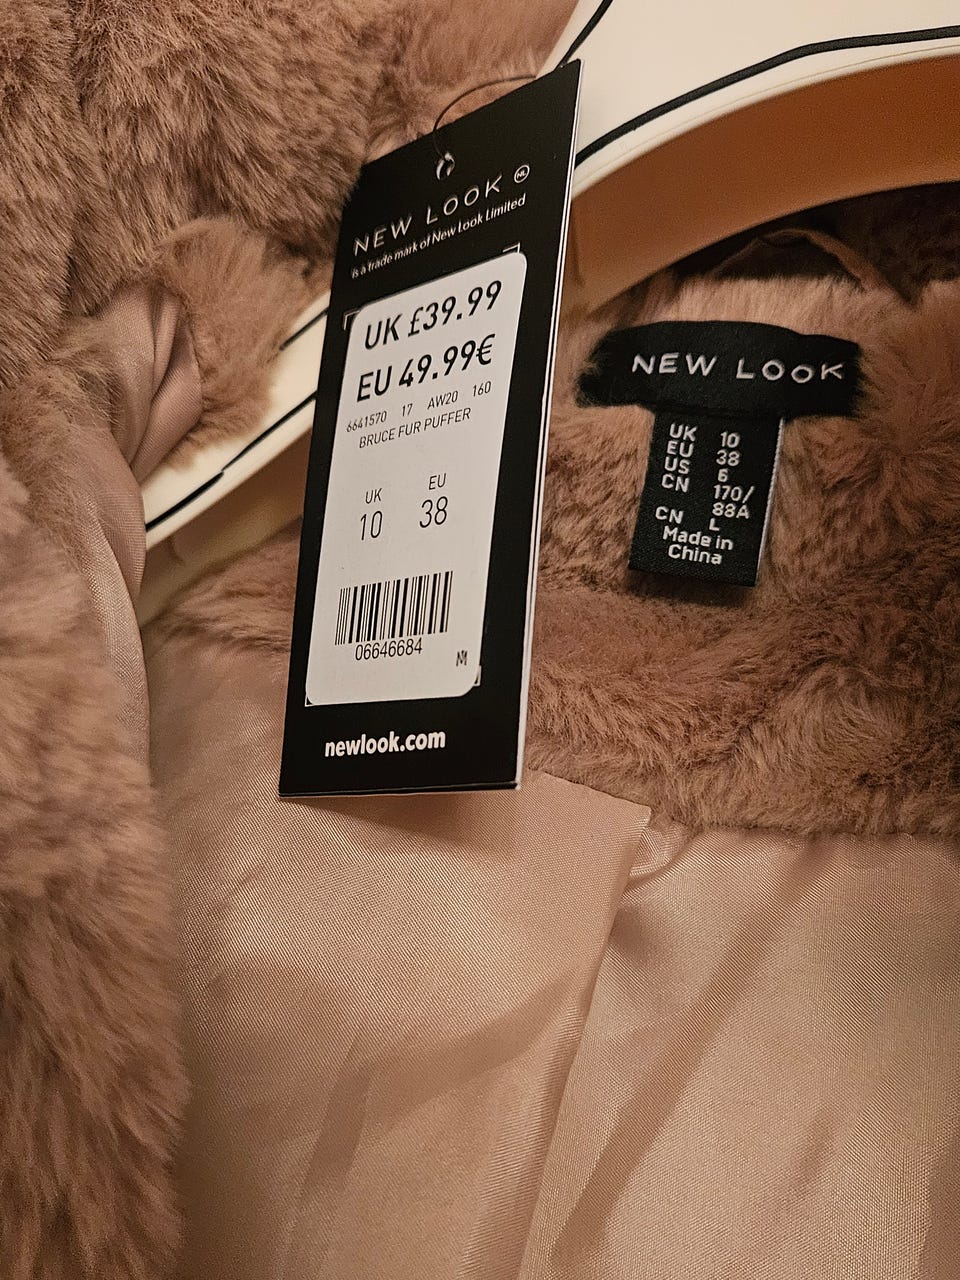 NEW LOOK NL
is a trade mark of New Look Limited
UK £39.99
EU 49.99€
6641570 17 AW20 160
BRUCE FUR PUFFER
UK EU
10 38
06646684
M
newlook.com
NEW LOOK
UK 10
EU 38
US 6
CN 170/
88A
CN L
Made in
China